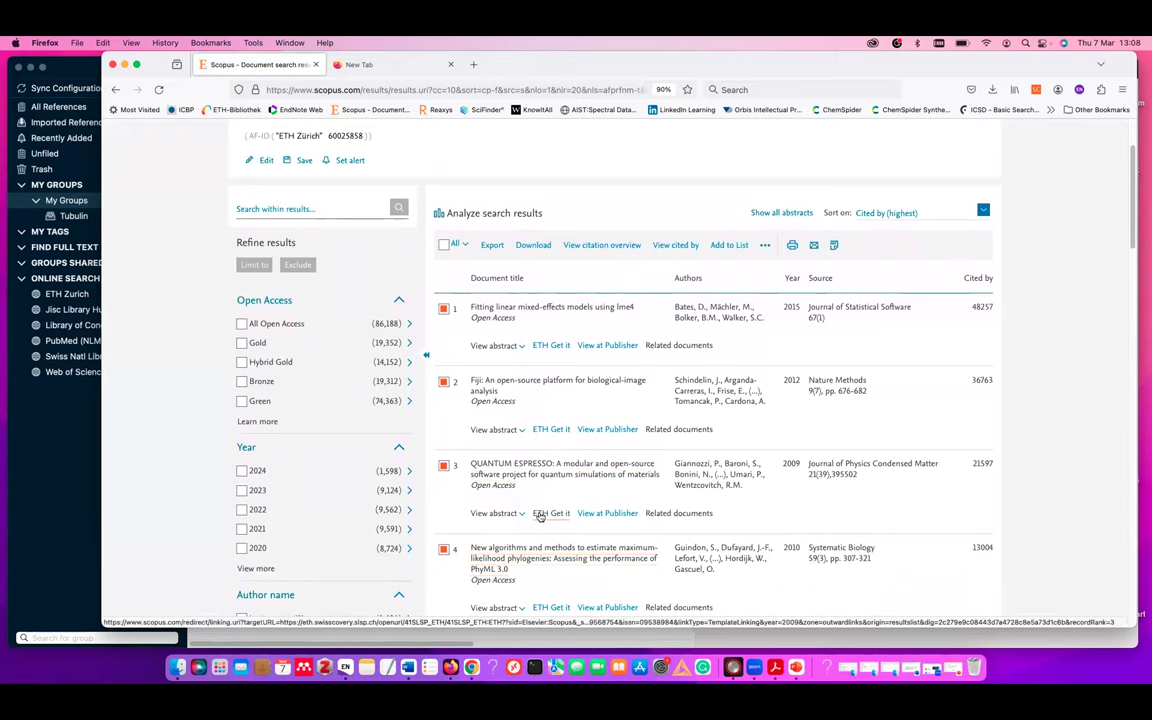 Firefox File Edit View History Bookmarks Tools Window Help Thu 7 Mar 13:08
Scopus - Document search res
New Tab
https://www.scopus.com/results/results.uri?cc=10&sort=cp-f&src=s&nlo=1&nir=20&nls=afprfnm-t&
90%
Search
Most Visited ICBP ETH-Bibliothek EndNote Web Scopus - Document... Reaxys SciFinder KnowItAll AIST:Spectral Data... LinkedIn Learning Orbis Intellectual Pr... ChemSpider ChemSpider Synthe... ICSD - Basic Search... Other Bookmarks
Sync Configuratio
All References
Imported Referenc
Recently Added
Unfiled
Trash
MY GROUPS
My Groups
Tubulin
MY TAGS
FIND FULL TEXT
GROUPS SHARED
ONLINE SEARCH
ETH Zurich
Jisc Library Hu
Library of Con
PubMed (NLM
Swiss Natl Lib
Web of Scienc
Search for group
( AF-ID ( "ETH Zürich" 60025858 ) )
Edit Save Set alert
Search within results...
Refine results
Limit to Exclude
Open Access
All Open Access (86,188)
Gold (19,352)
Hybrid Gold (14,152)
Bronze (19,312)
Green (74,363)
Learn more
Year
2024 (1,598)
2023 (9,124)
2022 (9,562)
2021 (9,591)
2020 (8,724)
View more
Author name
Analyze search results
Show all abstracts Sort on: Cited by (highest)
All Export Download View citation overview View cited by Add to List
Document title Authors Year Source Cited by
1 Fitting linear mixed-effects models using lme4 Bates, D., Mächler, M., 2015 Journal of Statistical Software 48257
Open Access Bolker, B.M., Walker, S.C. 67(1)
View abstract ETH Get it View at Publisher Related documents
2 Fiji: An open-source platform for biological-image Schindelin, J., Arganda- 2012 Nature Methods 36763
analysis Carreras, I., Frise, E., (...), 9(7), pp. 676-682
Open Access Tomancak, P., Cardona, A.
View abstract ETH Get it View at Publisher Related documents
3 QUANTUM ESPRESSO: A modular and open-source Giannozzi, P., Baroni, S., 2009 Journal of Physics Condensed Matter 21597
software project for quantum simulations of materials Bonini, N., (...), Umari, P., 21(39),395502
Open Access Wentzcovitch, R.M.
View abstract ETH Get it View at Publisher Related documents
4 New algorithms and methods to estimate maximum- Guindon, S., Dufayard, J.-F., 2010 Systematic Biology 13004
likelihood phylogenies: Assessing the performance of Lefort, V., (...), Hordijk, W., 59(3), pp. 307-321
PhyML 3.0 Gascuel, O.
Open Access
View abstract ETH Get it View at Publisher Related documents